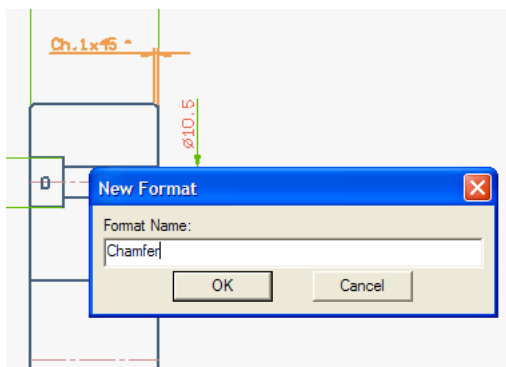 Ch.1x45 °
⌀10.5
D
New Format
Format Name:
Chamfer
OK
Cancel